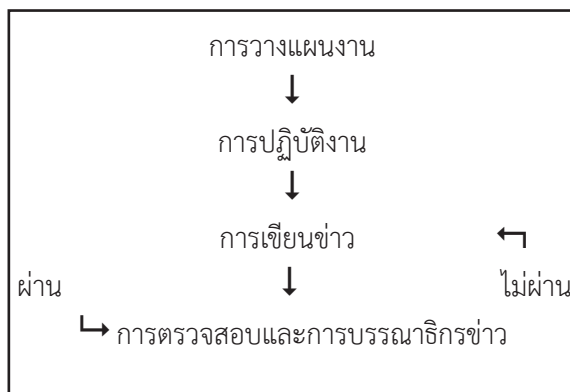 การวางแผนงาน
การปฏิบัติงาน
การเขียนข่าว
ผ่าน ไม่ผ่าน
การตรวจสอบและการบรรณาธิกรข่าว